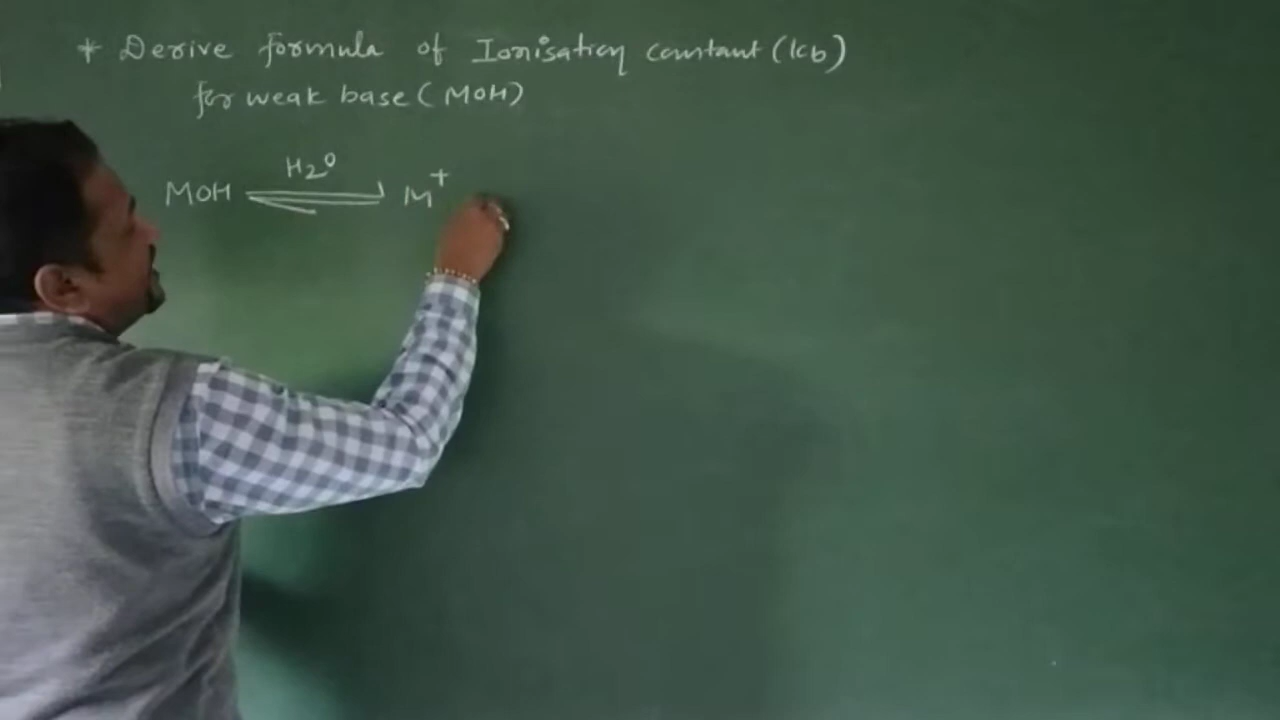 * Derive formula of Ionisation constant (Kb)
for weak base (MOH)
H2O
MOH ⇌ M+